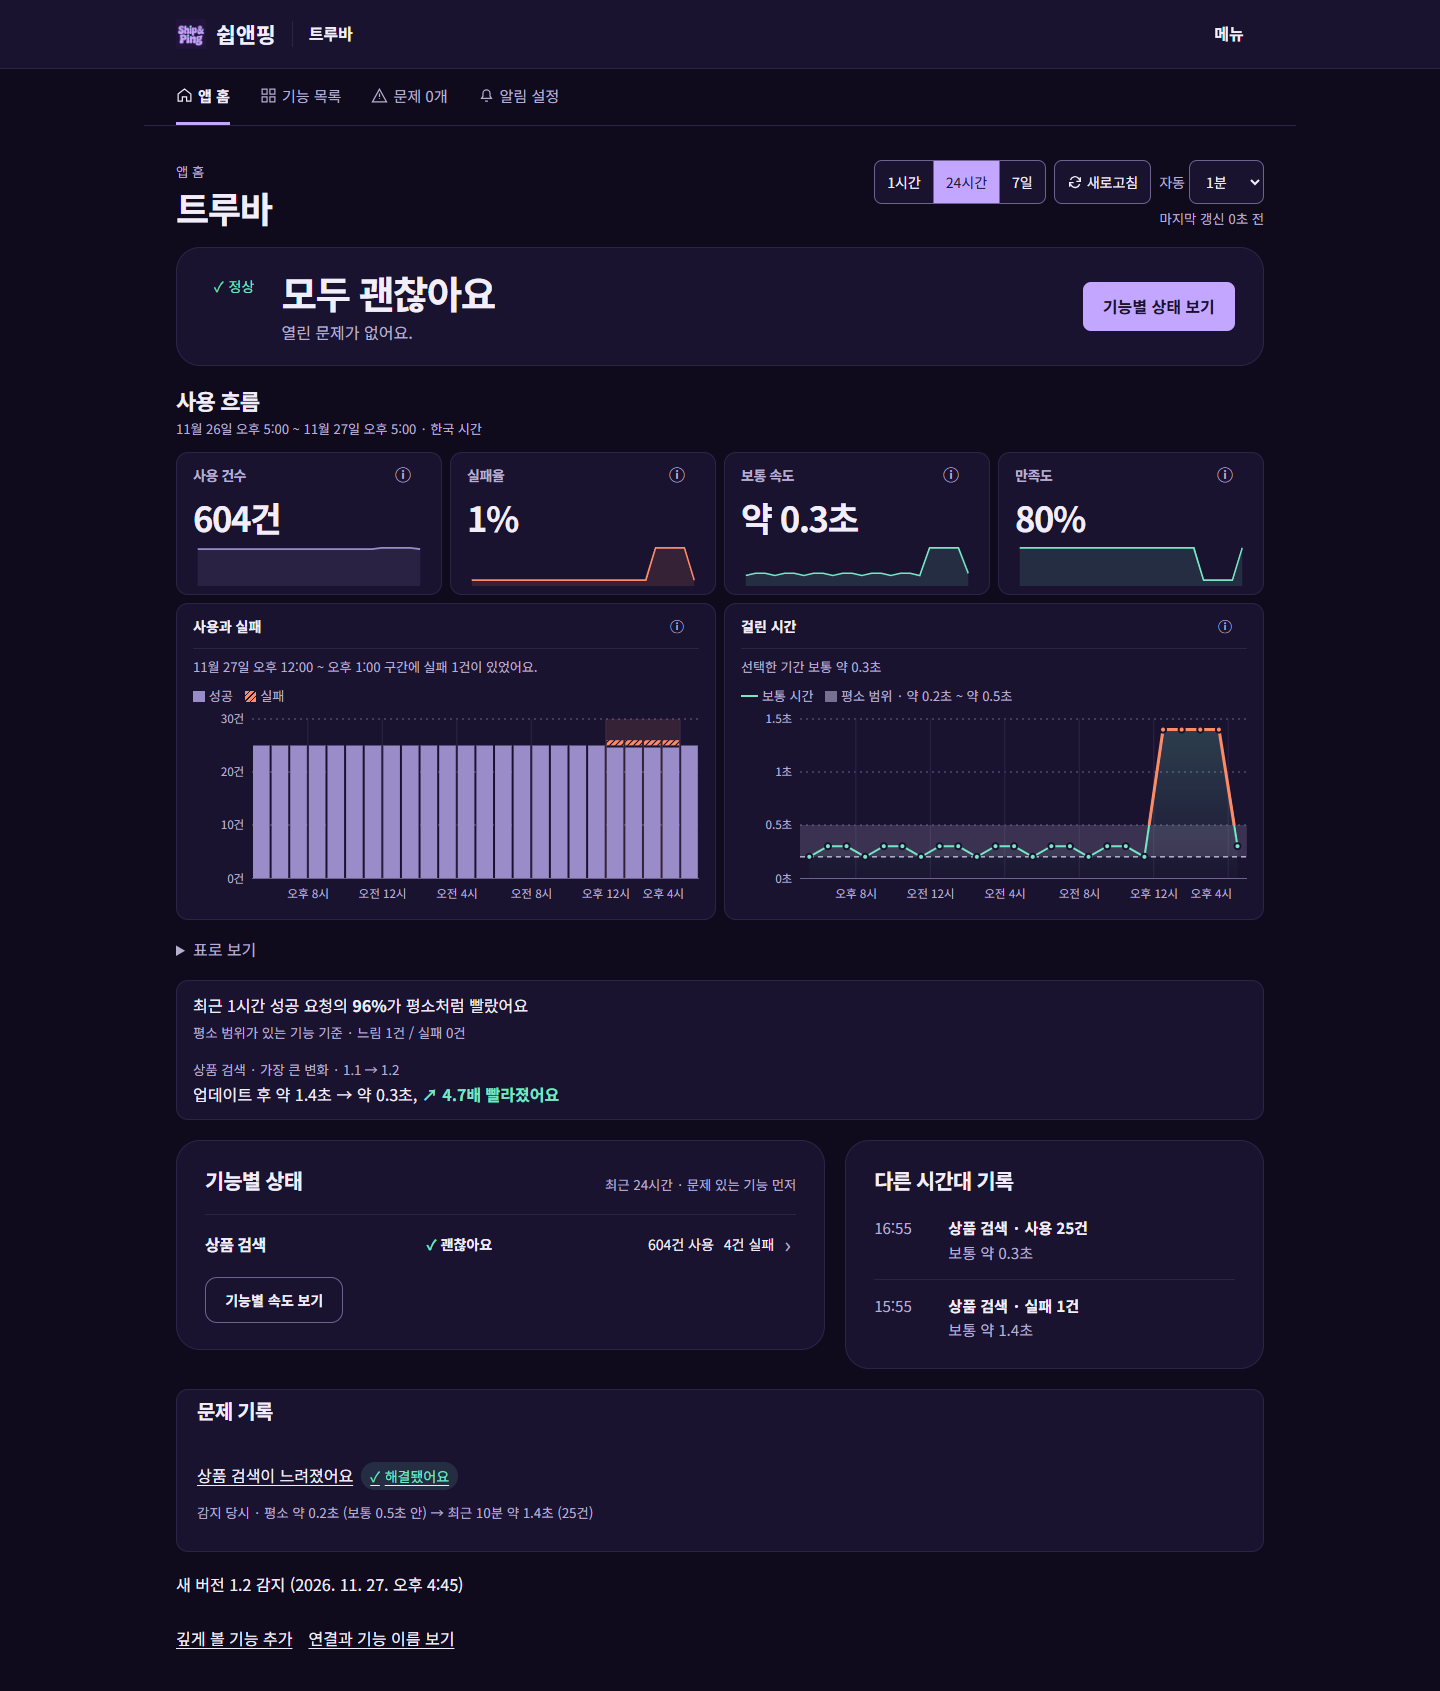 Ship&
Ping
쉽앤핑
트루바
메뉴
앱 홈
기능 목록
문제 0개
알림 설정
앱 홈
트루바
1시간
24시간
7일
새로고침
자동
1분
마지막 갱신 0초 전
✓ 정상
모두 괜찮아요
열린 문제가 없어요.
기능별 상태 보기
사용 흐름
11월 26일 오후 5:00 ~ 11월 27일 오후 5:00 · 한국 시간
사용 건수
604건
실패율
1%
보통 속도
약 0.3초
만족도
80%
사용과 실패
11월 27일 오후 12:00 ~ 오후 1:00 구간에 실패 1건이 있었어요.
성공 실패
30건
20건
10건
0건
오후 8시 오전 12시 오전 4시 오전 8시 오후 12시 오후 4시
걸린 시간
선택한 기간 보통 약 0.3초
보통 시간 평소 범위 · 약 0.2초 ~ 약 0.5초
1.5초
1초
0.5초
0초
오후 8시 오전 12시 오전 4시 오전 8시 오후 12시 오후 4시
▶ 표로 보기
최근 1시간 성공 요청의 96%가 평소처럼 빨랐어요
평소 범위가 있는 기능 기준 · 느림 1건 / 실패 0건
상품 검색 · 가장 큰 변화 · 1.1 → 1.2
업데이트 후 약 1.4초 → 약 0.3초, ↗ 4.7배 빨라졌어요
기능별 상태
최근 24시간 · 문제 있는 기능 먼저
상품 검색
✓ 괜찮아요
604건 사용 4건 실패 ›
기능별 속도 보기
다른 시간대 기록
16:55
상품 검색 · 사용 25건
보통 약 0.3초
15:55
상품 검색 · 실패 1건
보통 약 1.4초
문제 기록
상품 검색이 느려졌어요 ✓ 해결됐어요
감지 당시 · 평소 약 0.2초 (보통 0.5초 안) → 최근 10분 약 1.4초 (25건)
새 버전 1.2 감지 (2026. 11. 27. 오후 4:45)
깊게 볼 기능 추가 연결과 기능 이름 보기